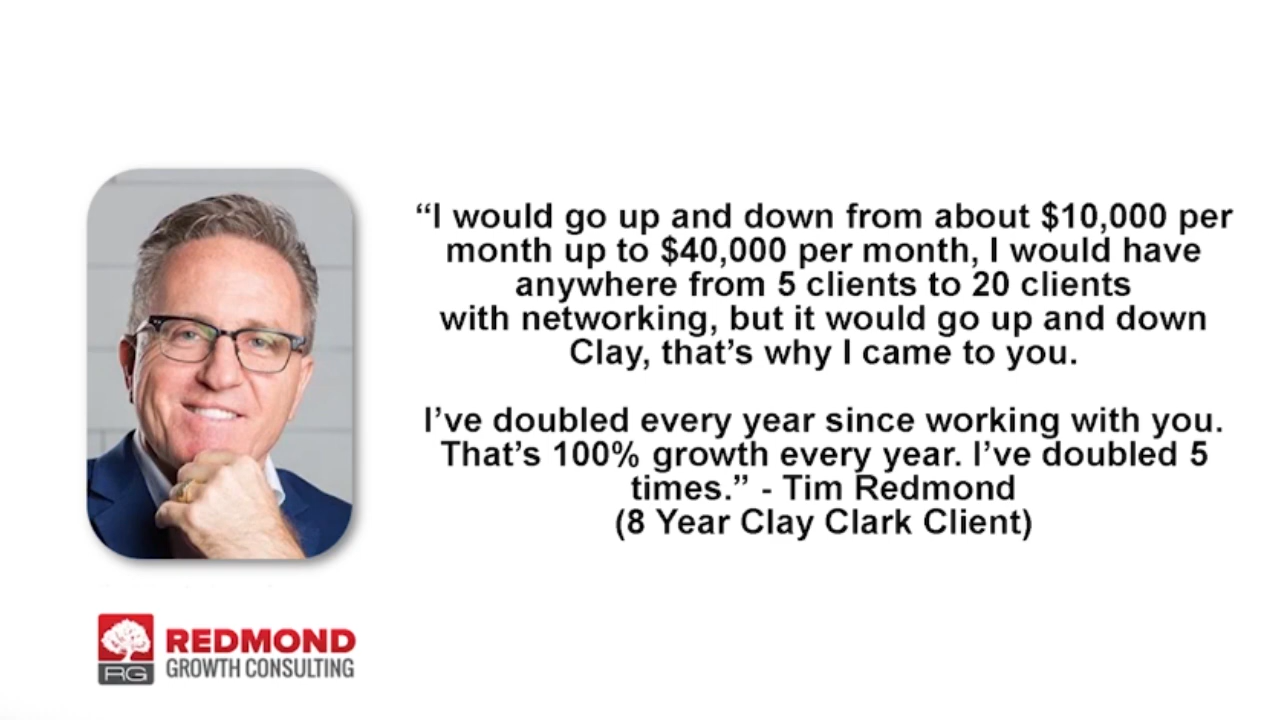 “I would go up and down from about $10,000 per
month up to $40,000 per month, I would have
anywhere from 5 clients to 20 clients
with networking, but it would go up and down
Clay, that’s why I came to you.
I’ve doubled every year since working with you.
That’s 100% growth every year. I’ve doubled 5
times.” - Tim Redmond
(8 Year Clay Clark Client)
RG
REDMOND
GROWTH CONSULTING